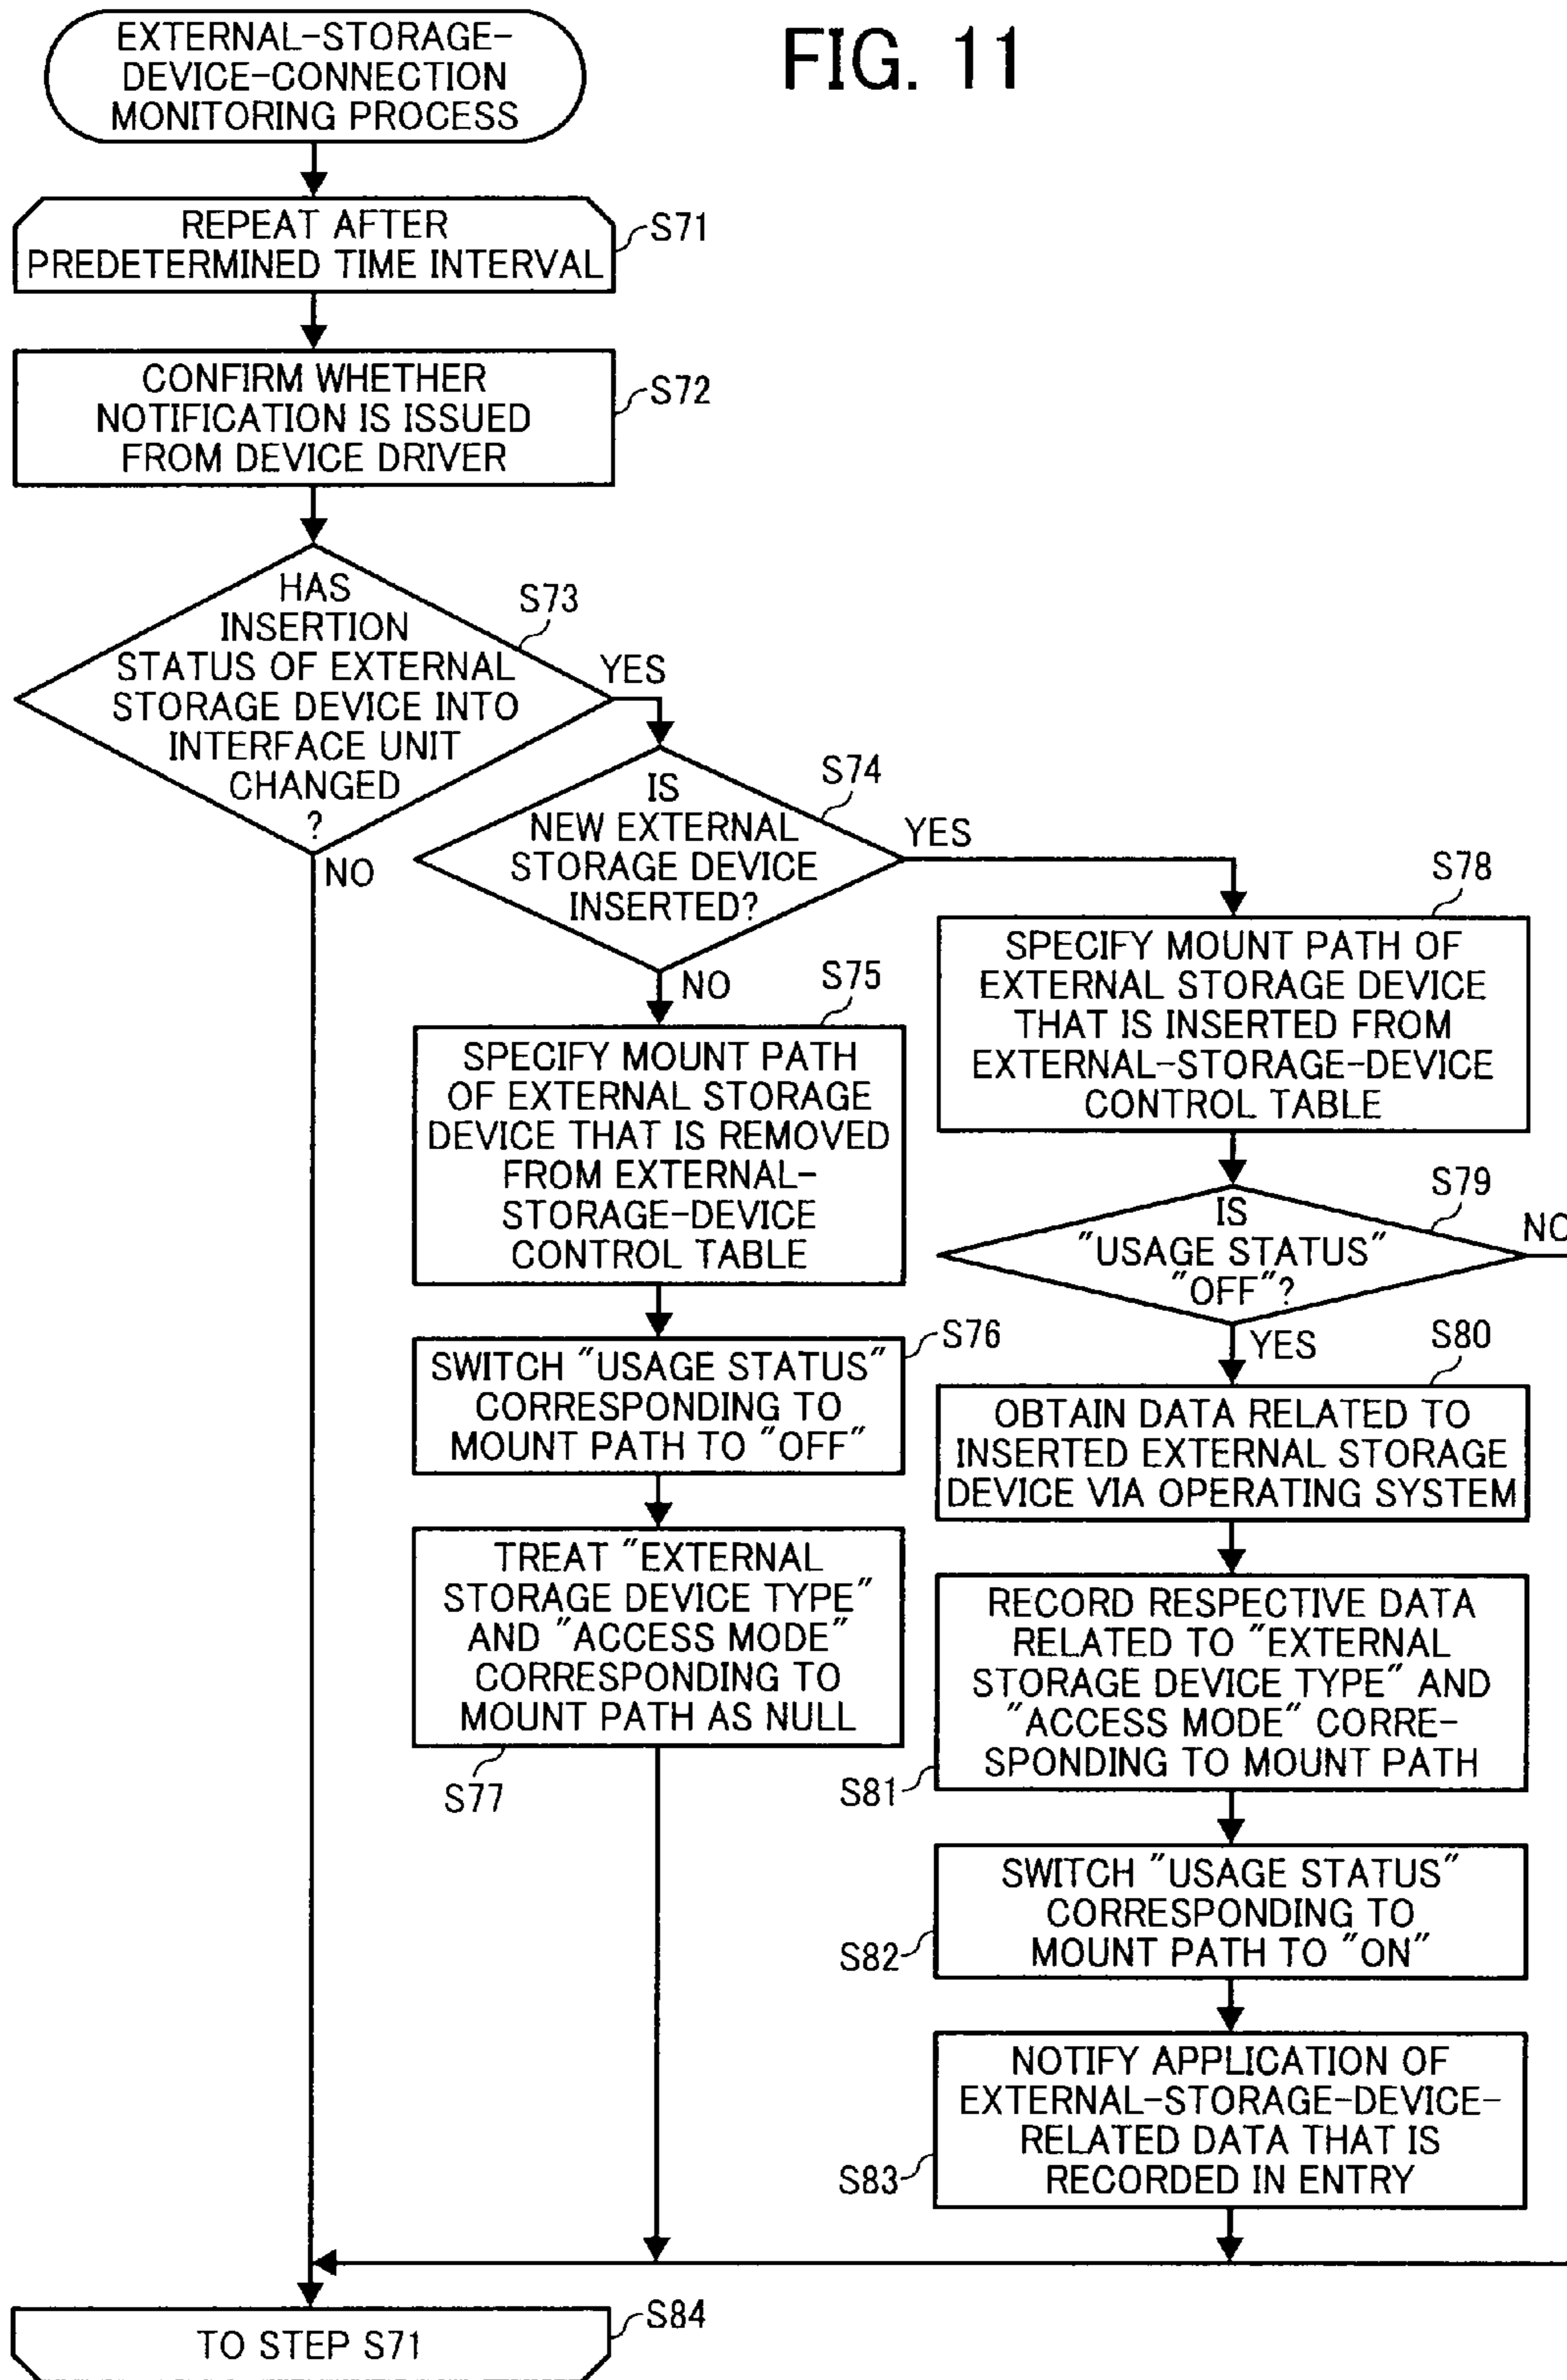 FIG. 11
EXTERNAL-STORAGE-
DEVICE-CONNECTION
MONITORING PROCESS
REPEAT AFTER
PREDETERMINED TIME INTERVAL
S71
CONFIRM WHETHER
NOTIFICATION IS ISSUED
FROM DEVICE DRIVER
S72
HAS
INSERTION
STATUS OF EXTERNAL
STORAGE DEVICE INTO
INTERFACE UNIT
CHANGED
?
S73
YES
NO
IS
NEW EXTERNAL
STORAGE DEVICE
INSERTED?
S74
YES
NO
S75
SPECIFY MOUNT PATH
OF EXTERNAL STORAGE
DEVICE THAT IS REMOVED
FROM EXTERNAL-
STORAGE-DEVICE
CONTROL TABLE
S76
SWITCH "USAGE STATUS"
CORRESPONDING TO
MOUNT PATH TO "OFF"
TREAT "EXTERNAL
STORAGE DEVICE TYPE"
AND "ACCESS MODE"
CORRESPONDING TO
MOUNT PATH AS NULL
S77
S78
SPECIFY MOUNT PATH OF
EXTERNAL STORAGE DEVICE
THAT IS INSERTED FROM
EXTERNAL-STORAGE-DEVICE
CONTROL TABLE
S79
IS
"USAGE STATUS"
"OFF"?
NO
YES
S80
OBTAIN DATA RELATED TO
INSERTED EXTERNAL STORAGE
DEVICE VIA OPERATING SYSTEM
RECORD RESPECTIVE DATA
RELATED TO "EXTERNAL
STORAGE DEVICE TYPE" AND
"ACCESS MODE" CORRE-
SPONDING TO MOUNT PATH
S81
SWITCH "USAGE STATUS"
CORRESPONDING TO
MOUNT PATH TO "ON"
S82
NOTIFY APPLICATION OF
EXTERNAL-STORAGE-DEVICE-
RELATED DATA THAT IS
RECORDED IN ENTRY
S83
TO STEP S71
S84